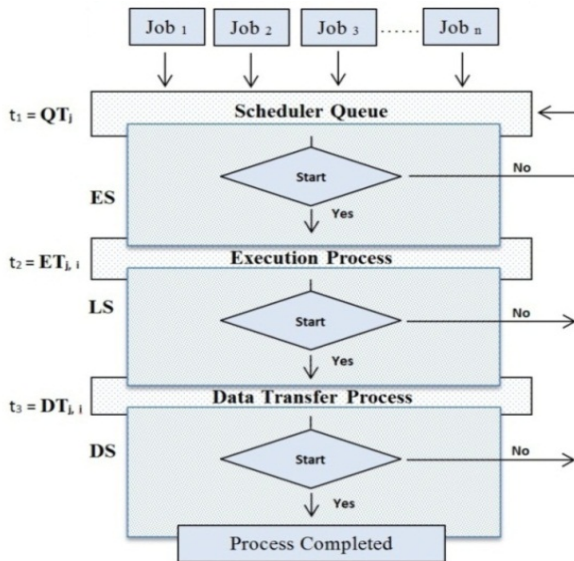 Job 1 Job 2 Job 3 ...... Job n
t1 = QTj Scheduler Queue
Start No
ES
Yes
t2 = ETj, i Execution Process
LS No
Start
Yes
t3 = DTj, i Data Transfer Process
DS No
Start
Yes
Process Completed